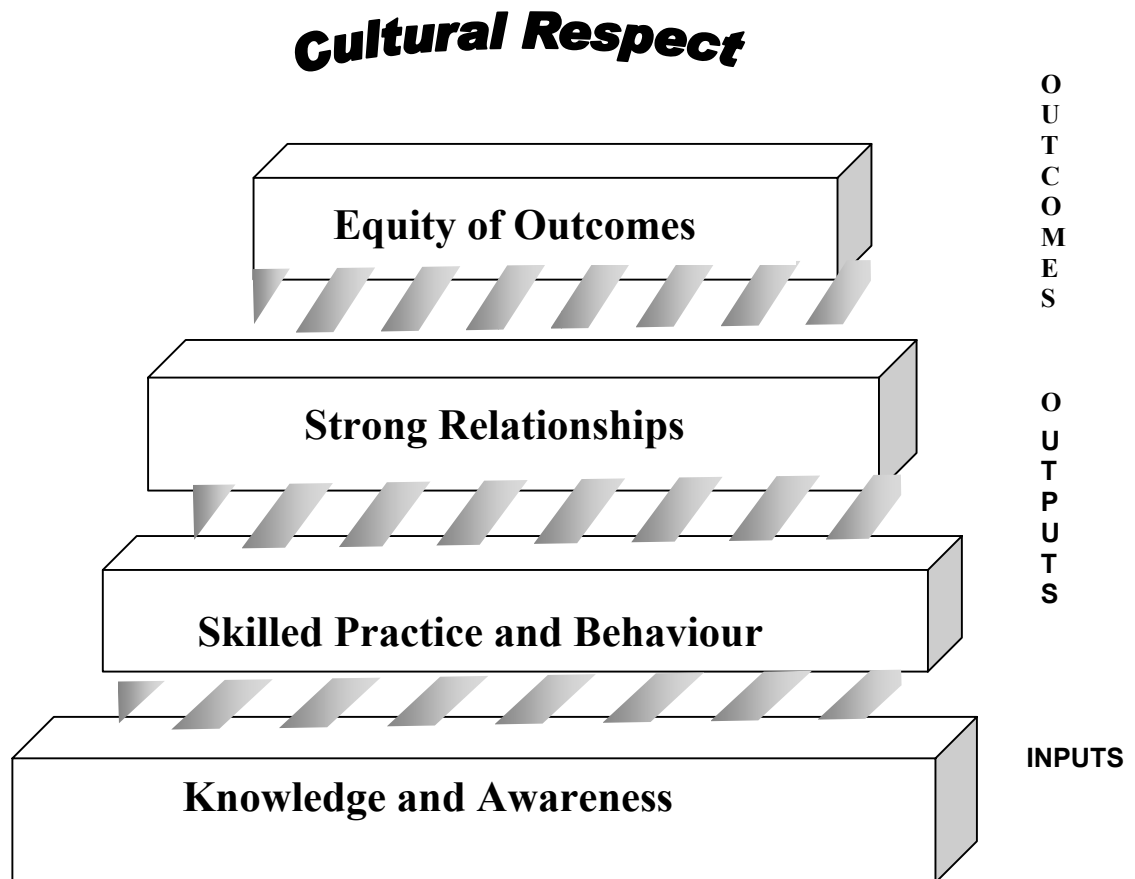 Cultural Respect
OUTCOMES
Equity of Outcomes
Strong Relationships
OUTPUTS
Skilled Practice and Behaviour
INPUTS
Knowledge and Awareness